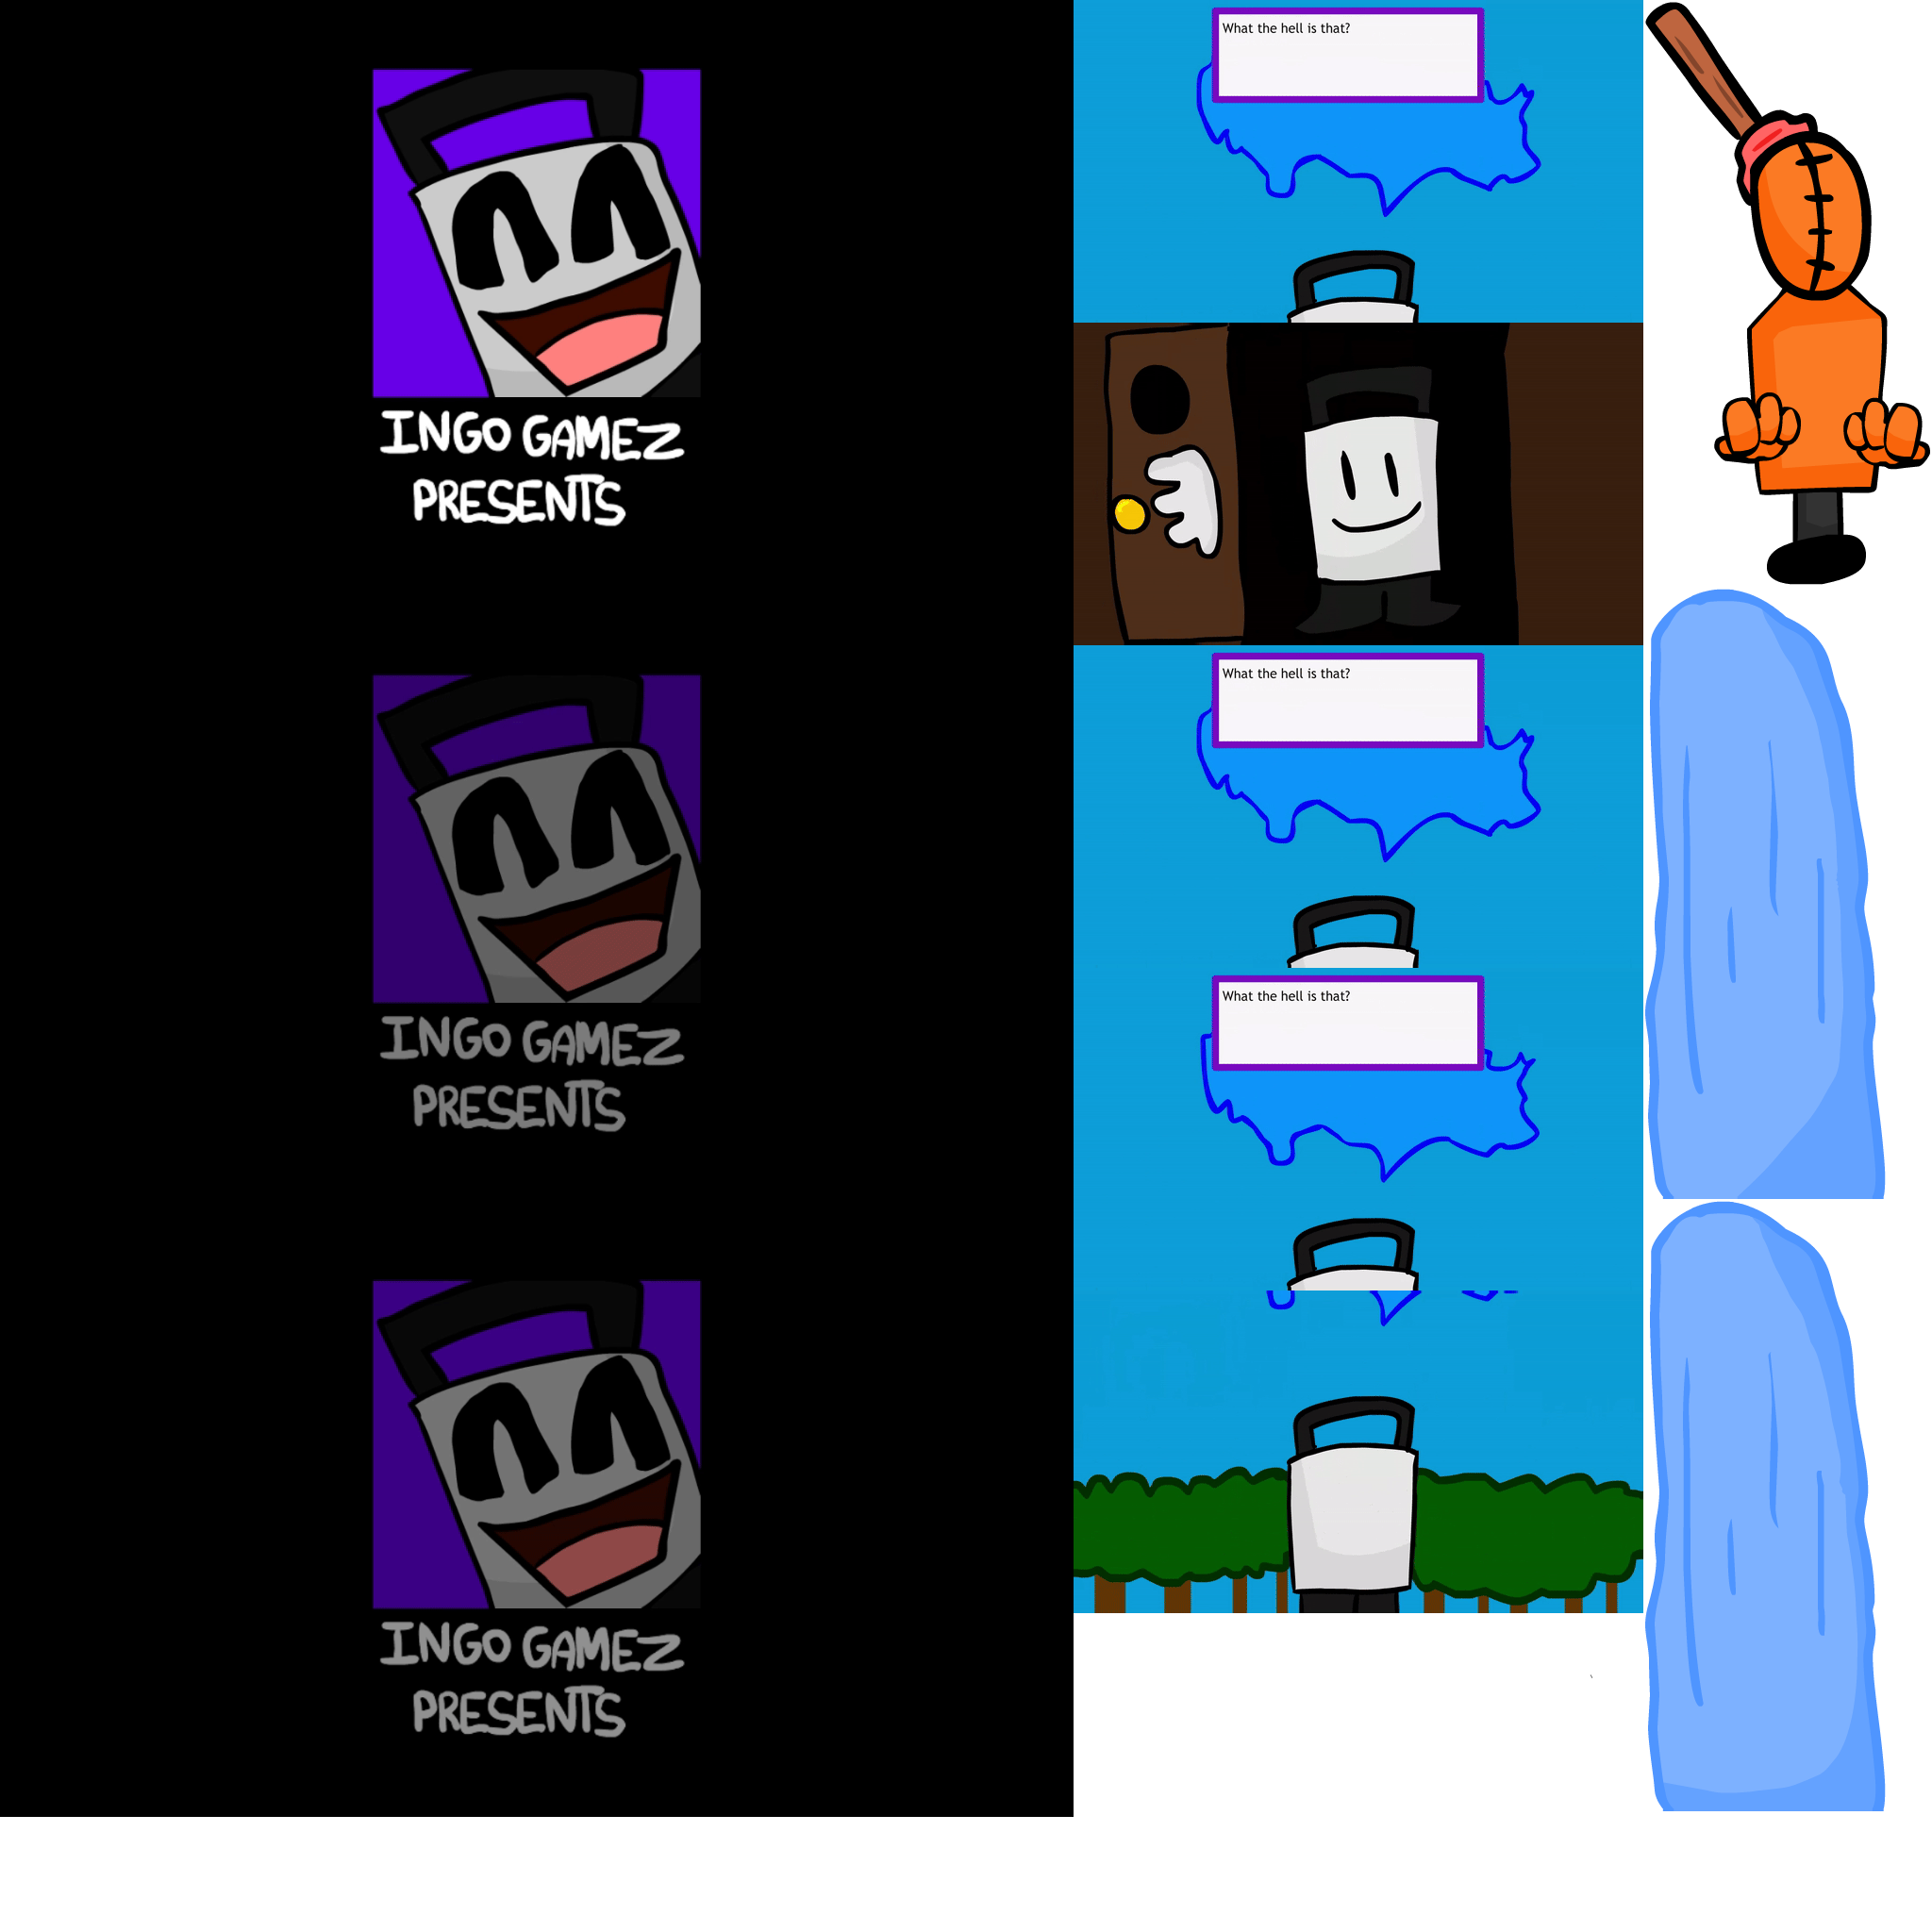 INGO GAMEZ
PRESENTS
INGO GAMEZ
PRESENTS
INGO GAMEZ
PRESENTS
What the hell is that?
What the hell is that?
What the hell is that?